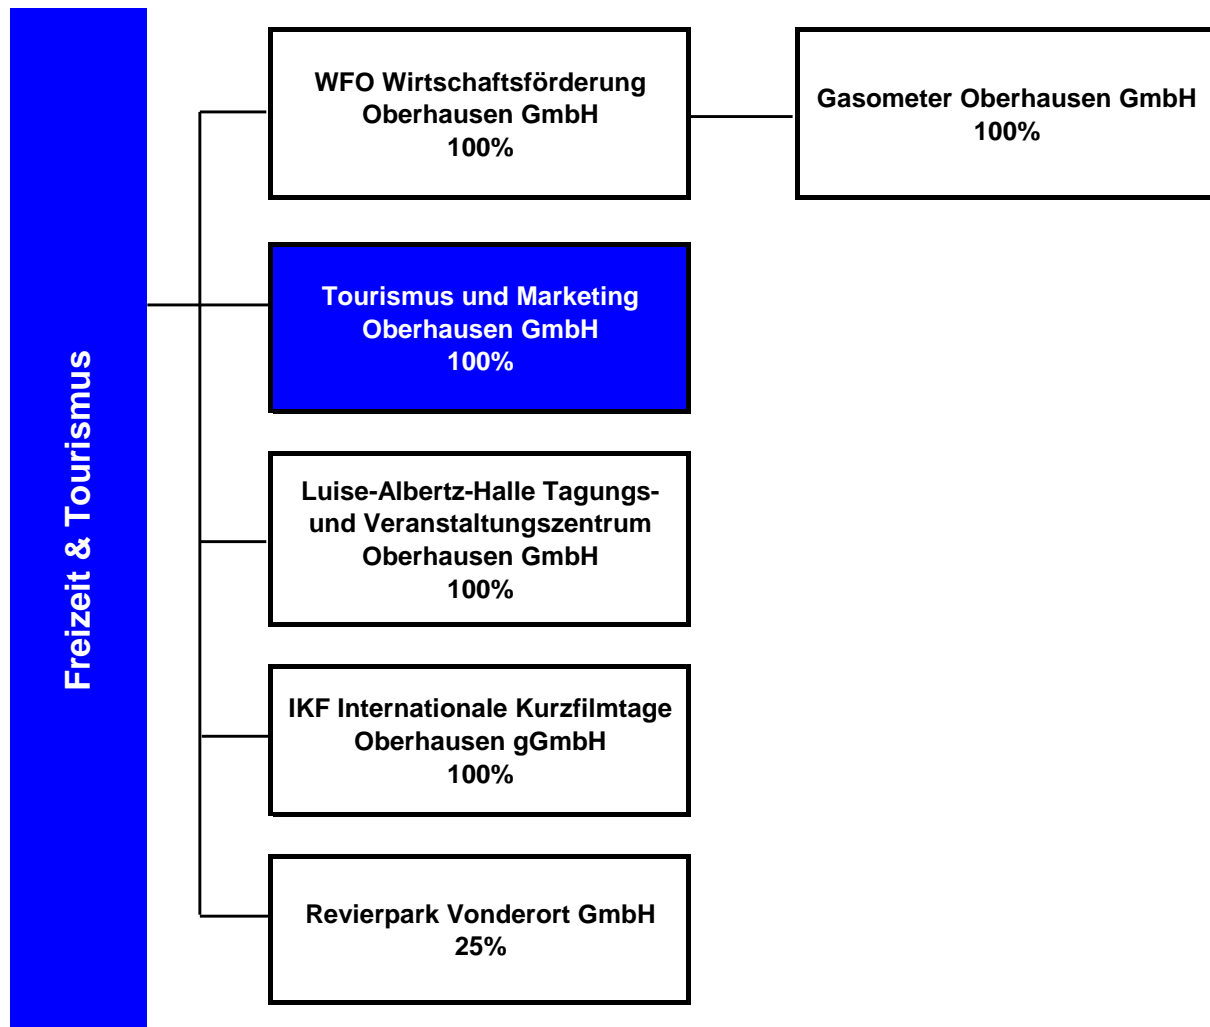 Freizeit & Tourismus
WFO Wirtschaftsförderung
Oberhausen GmbH
100%
Gasometer Oberhausen GmbH
100%
Tourismus und Marketing
Oberhausen GmbH
100%
Luise-Albertz-Halle Tagungs-
und Veranstaltungszentrum
Oberhausen GmbH
100%
IKF Internationale Kurzfilmtage
Oberhausen gGmbH
100%
Revierpark Vonderort GmbH
25%